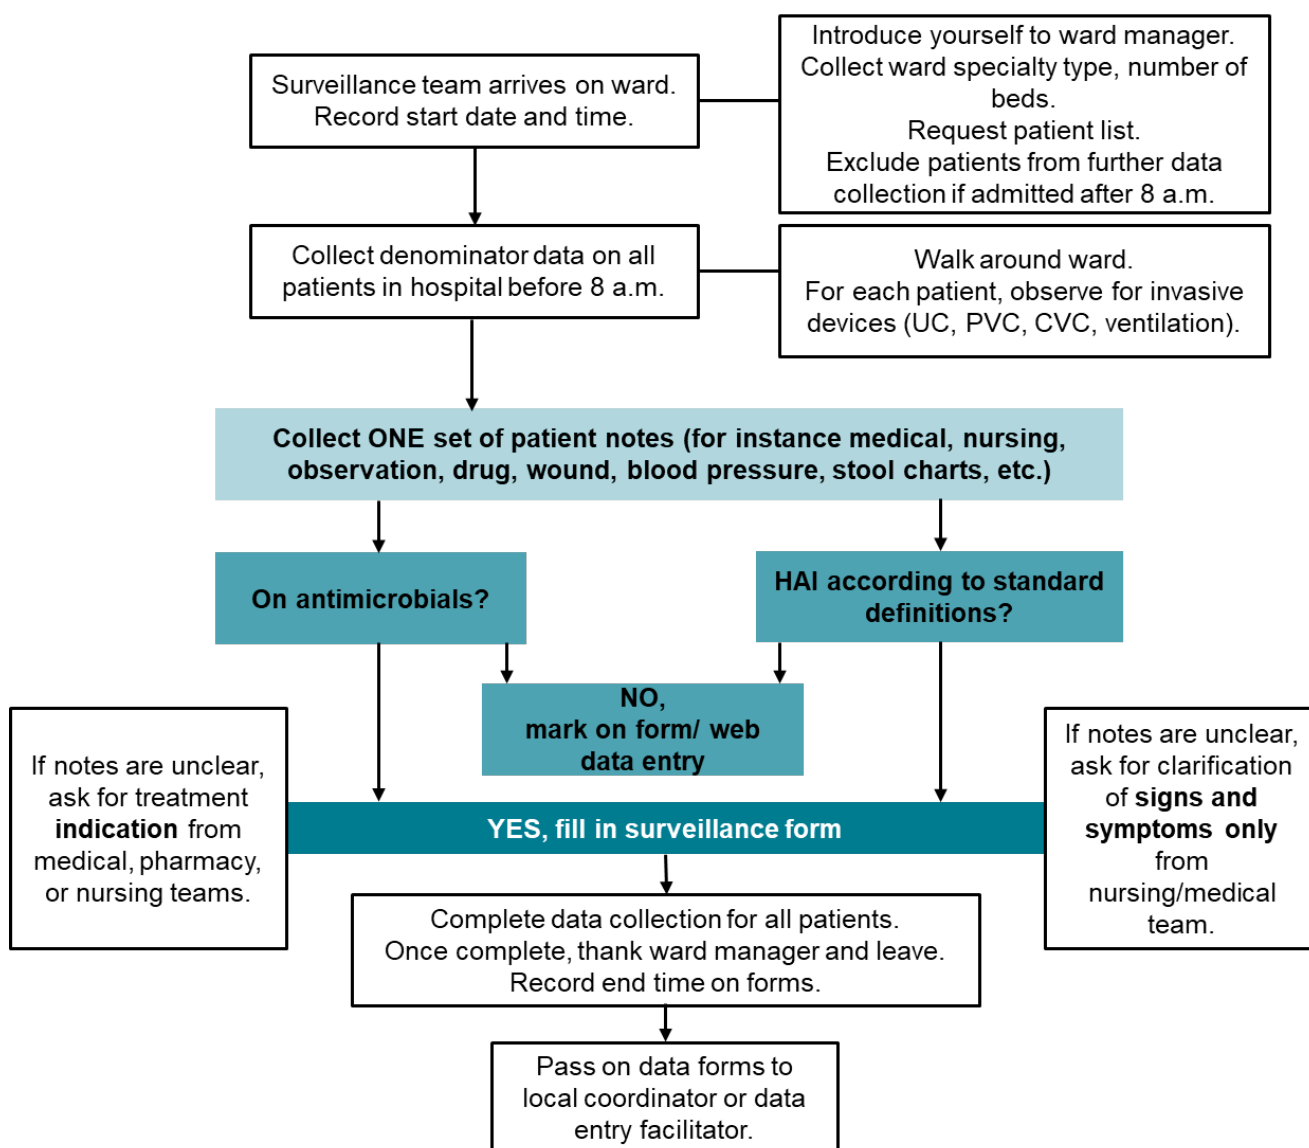 Surveillance team arrives on ward.
Record start date and time.
Introduce yourself to ward manager.
Collect ward specialty type, number of
beds.
Request patient list.
Exclude patients from further data
collection if admitted after 8 a.m.
Collect denominator data on all
patients in hospital before 8 a.m.
Walk around ward.
For each patient, observe for invasive
devices (UC, PVC, CVC, ventilation).
Collect ONE set of patient notes (for instance medical, nursing,
observation, drug, wound, blood pressure, stool charts, etc.)
On antimicrobials?
HAI according to standard
definitions?
NO,
mark on form/ web
data entry
If notes are unclear,
ask for treatment
indication from
medical, pharmacy,
or nursing teams.
YES, fill in surveillance form
If notes are unclear,
ask for clarification
of signs and
symptoms only
from
nursing/medical
team.
Complete data collection for all patients.
Once complete, thank ward manager and leave.
Record end time on forms.
Pass on data forms to
local coordinator or data
entry facilitator.